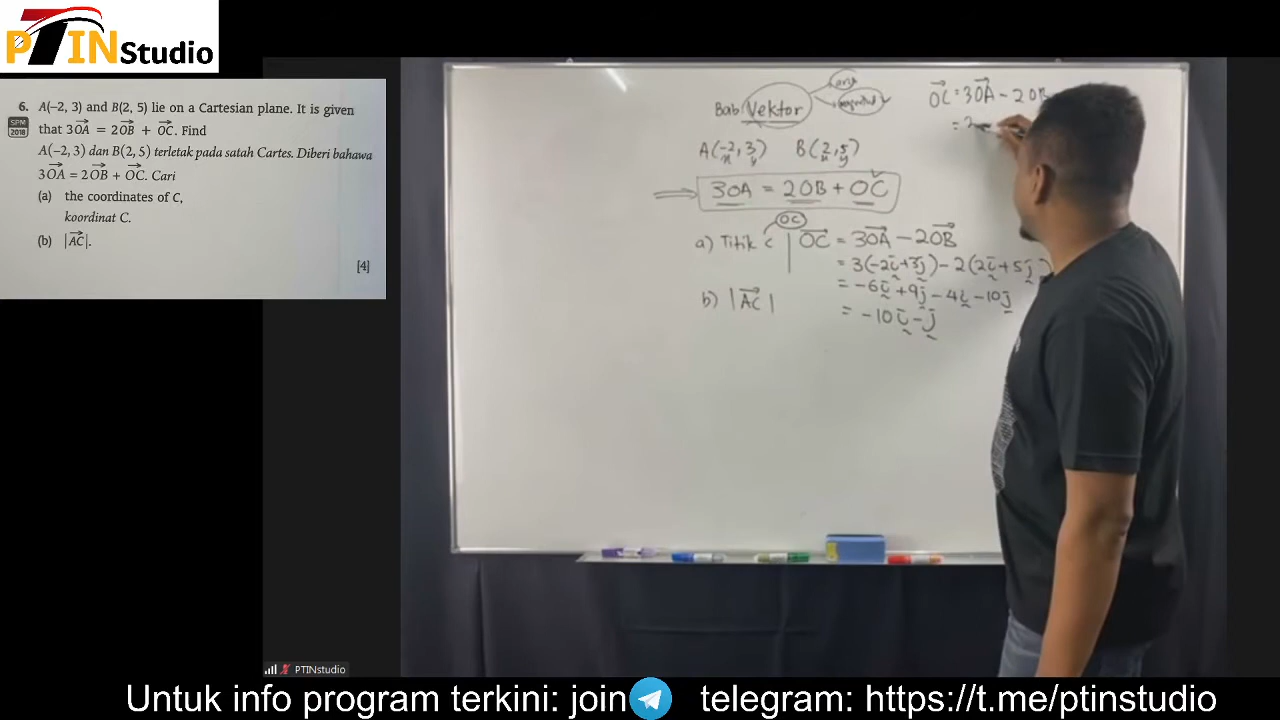 PTIN Studio
6. A(−2, 3) and B(2, 5) lie on a Cartesian plane. It is given
SPM 2018
that 3OA⃗ = 2OB⃗ + OC⃗. Find
A(−2, 3) dan B(2, 5) terletak pada satah Cartes. Diberi bahawa
3OA⃗ = 2OB⃗ + OC⃗. Cari
(a) the coordinates of C,
koordinat C.
(b) |AC⃗|.
[4]
Bab: Vektor
A(-2, 3) B(2, 5)
x y x y
3OA = 2OB + OC
OC
a) Titik C
OC⃗ = 3OA⃗ - 2OB⃗
= 3(-2i + 3j) - 2(2i + 5j)
= -6i + 9j - 4i - 10j
= -10i - j
b) |AC⃗|
OC⃗ = 3OA⃗ - 2OB
PTINstudio
Untuk info program terkini: join telegram: https://t.me/ptinstudio